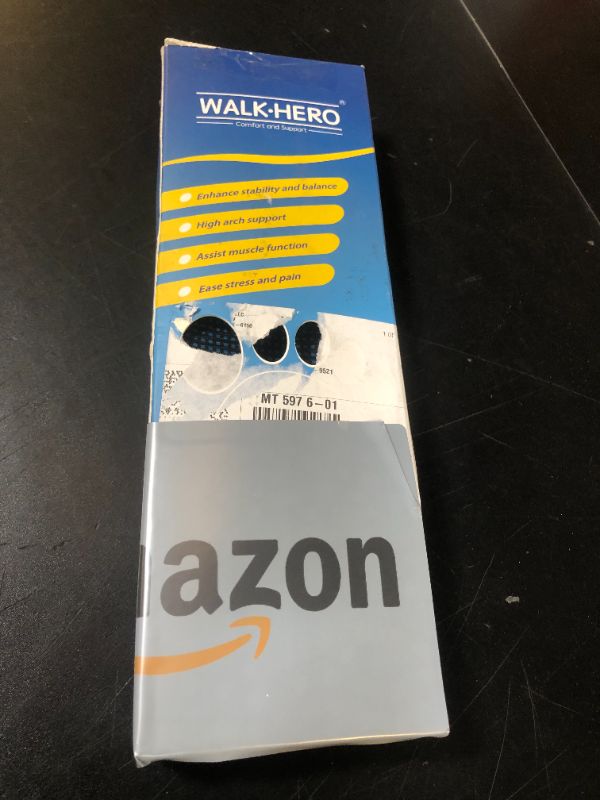 WALK·HERO®
Comfort and Support
Enhance stability and balance
High arch support
Assist muscle function
Ease stress and pain
9521
MT 597 6-01
azon